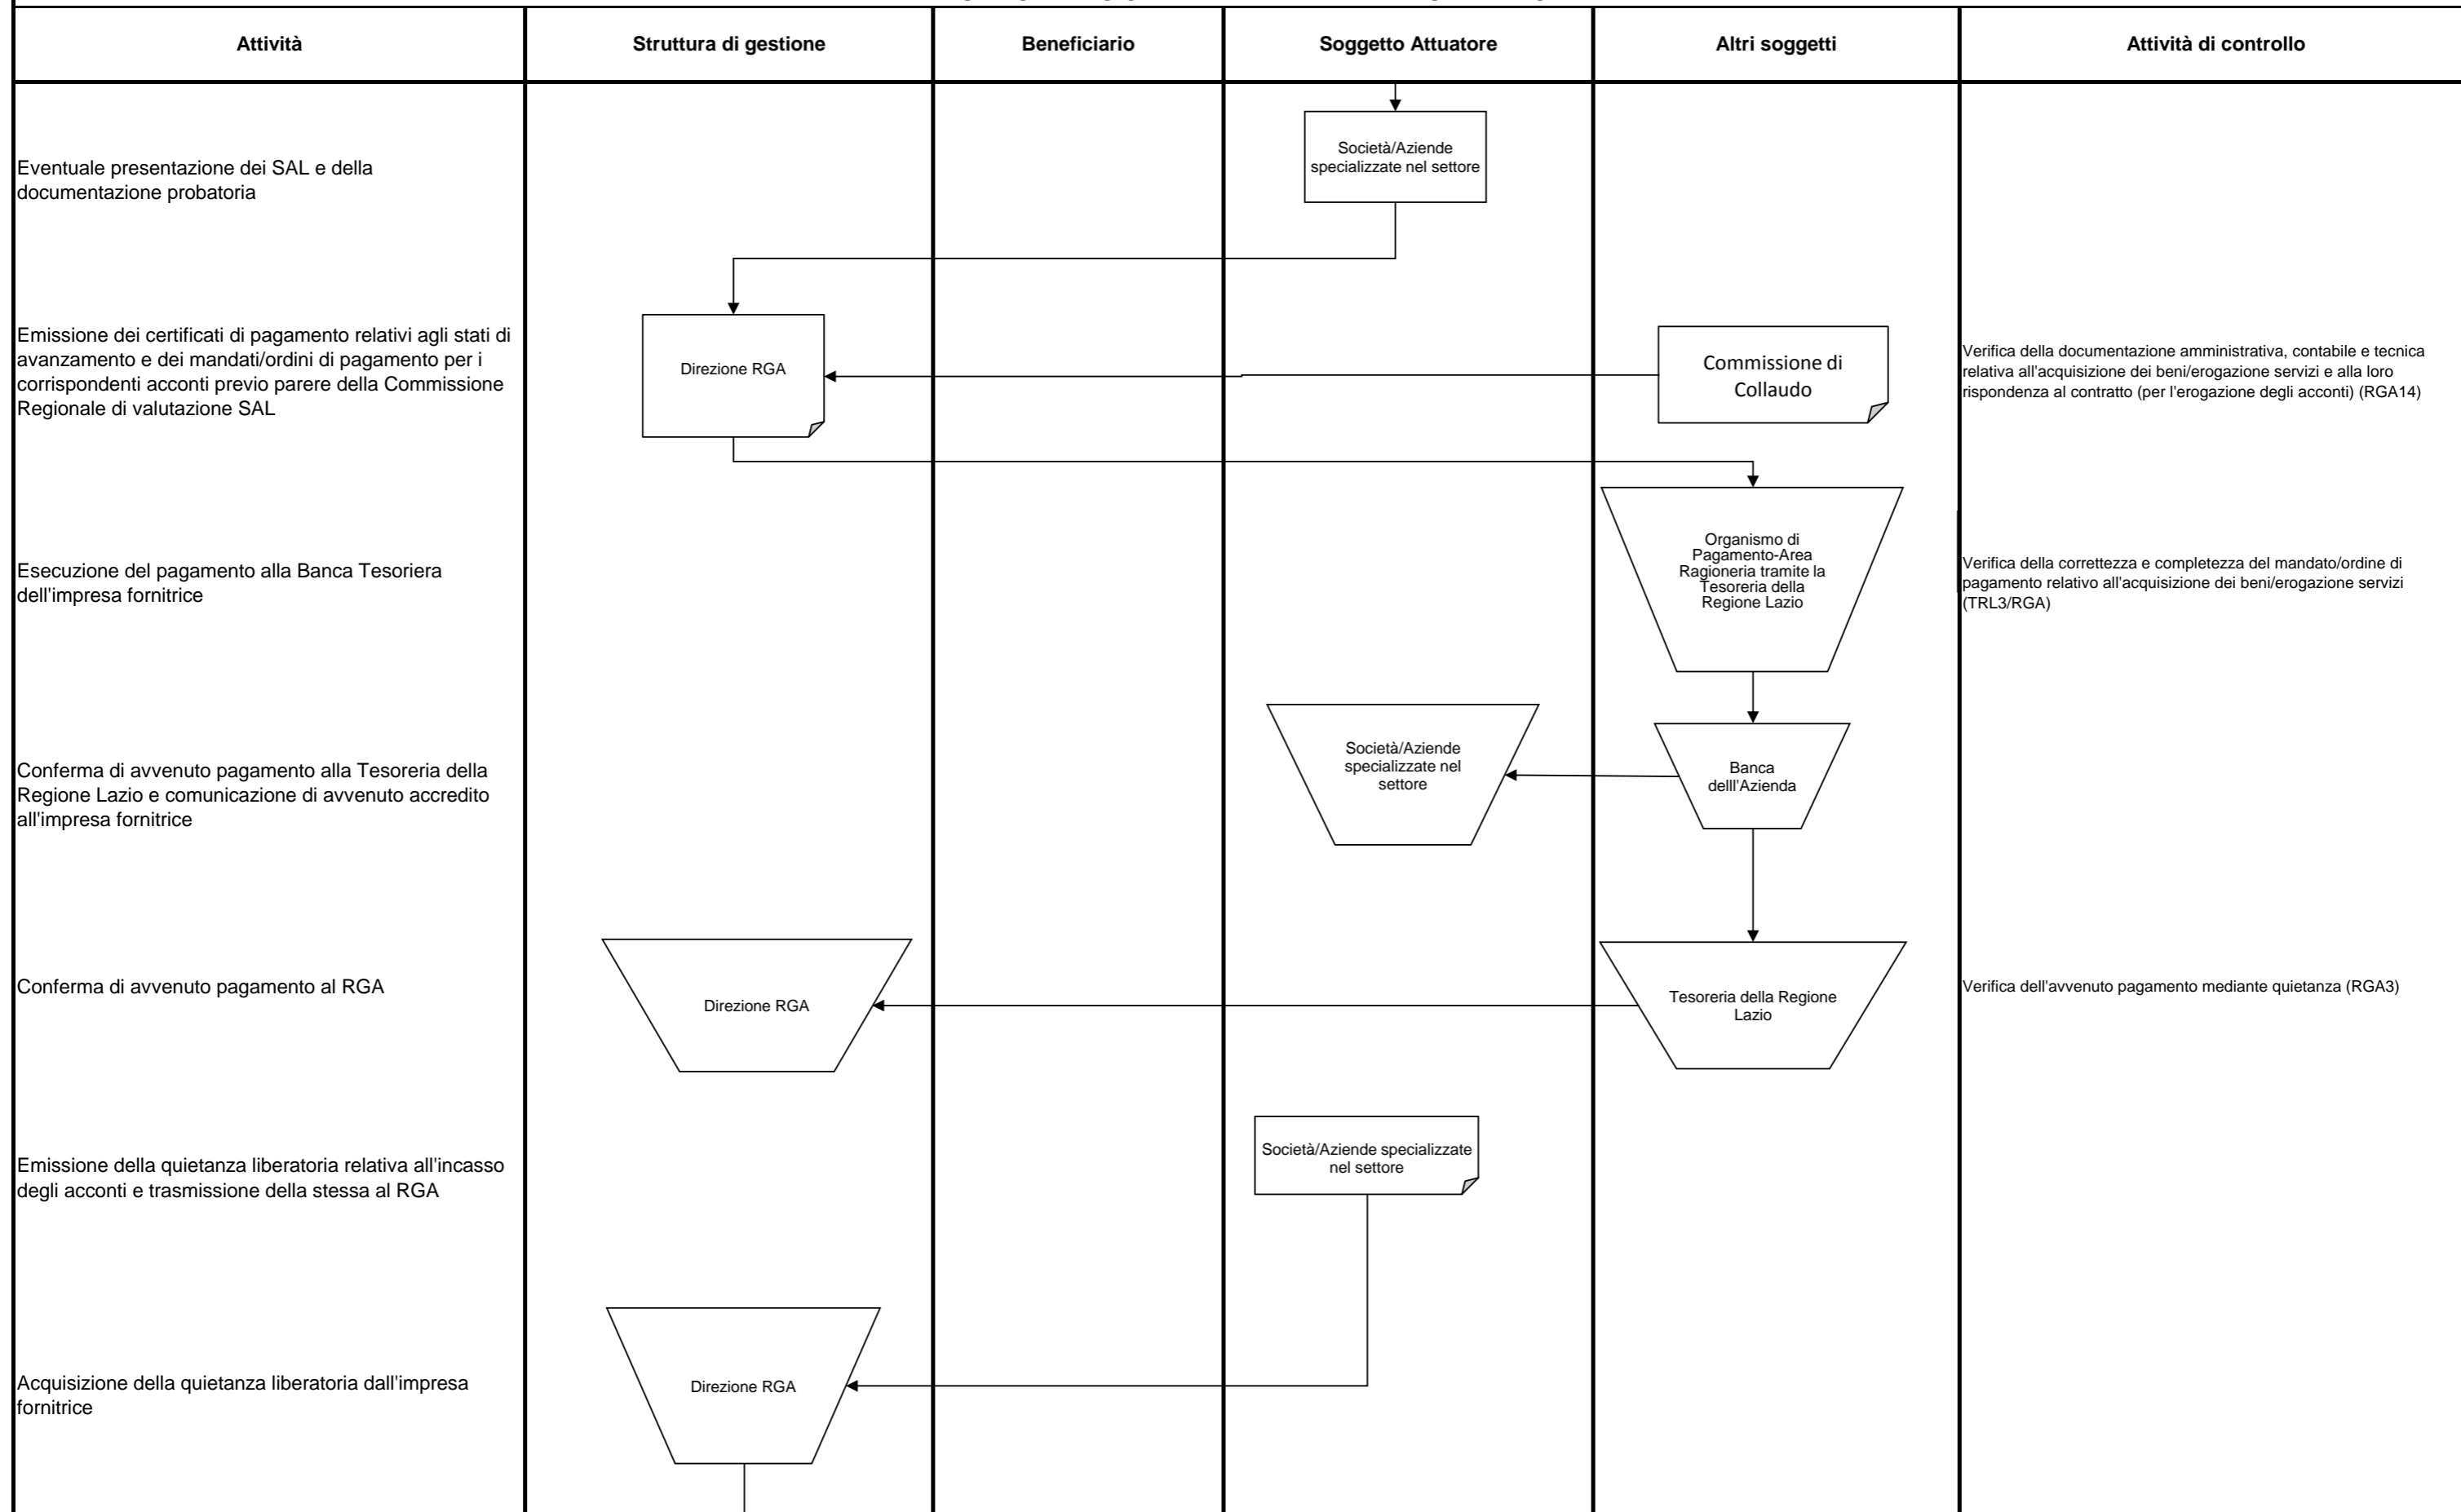 Attività
Struttura di gestione
Beneficiario
Soggetto Attuatore
Altri soggetti
Attività di controllo
Eventuale presentazione dei SAL e della
documentazione probatoria
Società/Aziende
specializzate nel settore
Emissione dei certificati di pagamento relativi agli stati di
avanzamento e dei mandati/ordini di pagamento per i
corrispondenti acconti previo parere della Commissione
Regionale di valutazione SAL
Direzione RGA
Commissione di
Collaudo
Verifica della documentazione amministrativa, contabile e tecnica
relativa all'acquisizione dei beni/erogazione servizi e alla loro
rispondenza al contratto (per l'erogazione degli acconti) (RGA14)
Esecuzione del pagamento alla Banca Tesoriera
dell'impresa fornitrice
Organismo di
Pagamento-Area
Ragioneria tramite la
Tesoreria della
Regione Lazio
Verifica della correttezza e completezza del mandato/ordine di
pagamento relativo all'acquisizione dei beni/erogazione servizi
(TRL3/RGA)
Conferma di avvenuto pagamento alla Tesoreria della
Regione Lazio e comunicazione di avvenuto accredito
all'impresa fornitrice
Società/Aziende
specializzate nel
settore
Banca
delll'Azienda
Conferma di avvenuto pagamento al RGA
Direzione RGA
Tesoreria della Regione
Lazio
Verifica dell'avvenuto pagamento mediante quietanza (RGA3)
Emissione della quietanza liberatoria relativa all'incasso
degli acconti e trasmissione della stessa al RGA
Società/Aziende specializzate
nel settore
Acquisizione della quietanza liberatoria dall'impresa
fornitrice
Direzione RGA